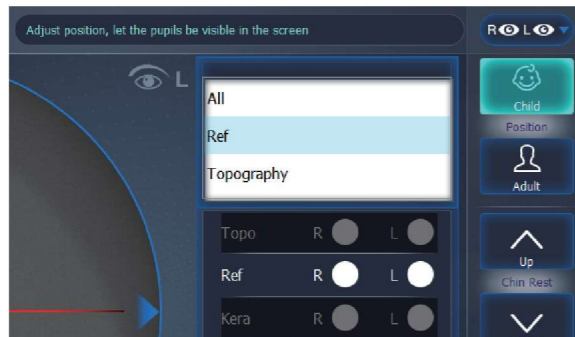 Adjust position, let the pupils be visible in the screen
R L
L
All
Ref
Topography
Topo R L
Ref R L
Kera R L
Child
Position
Adult
Up
Chin Rest